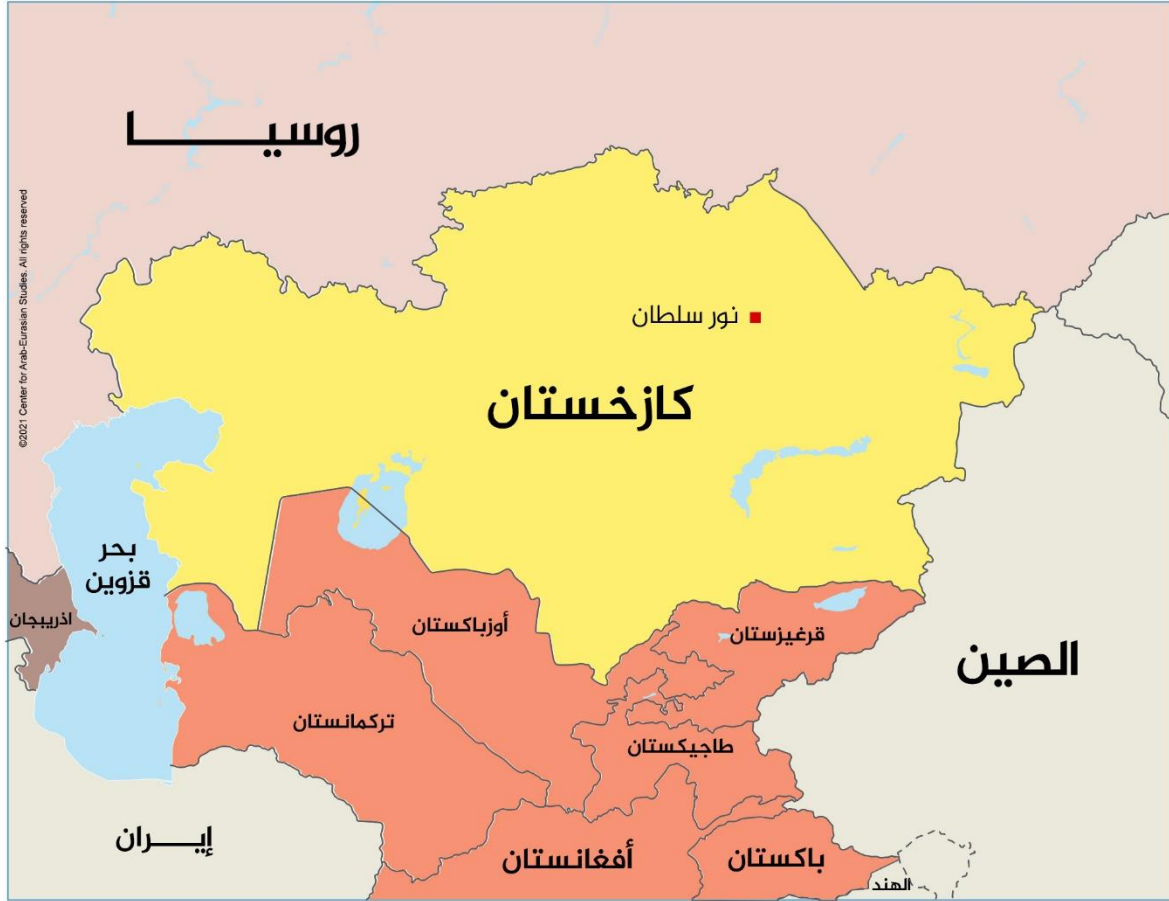 روسيـــــا
©2021 Center for Arab-Eurasian Studies. All rights reserved
نور سلطان
كازخستان
بحر
قزوين
اذريبجان
أوزباكستان
قرغيزستان
الصين
تركمانستان
طاجيكستان
إيـــران
أفغانستان
باكستان
الهند